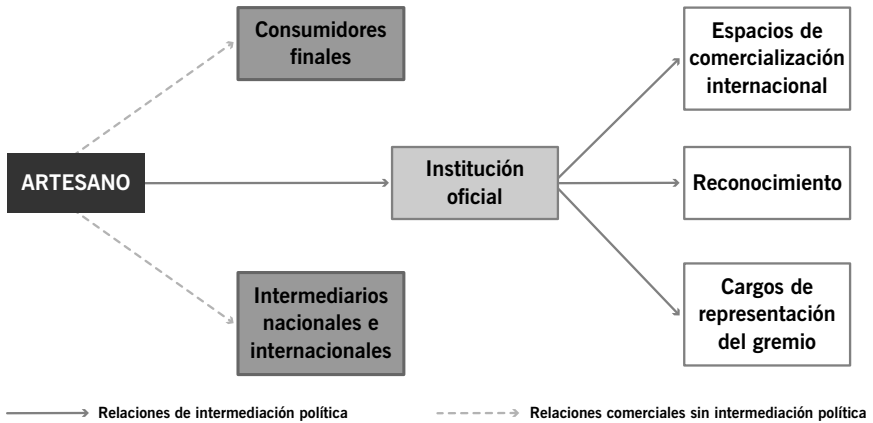 Consumidores
finales
Espacios de
comercialización
internacional
ARTESANO
Institución
oficial
Reconocimiento
Intermediarios
nacionales e
internacionales
Cargos de
representación
del gremio
Relaciones de intermediación política
Relaciones comerciales sin intermediación política